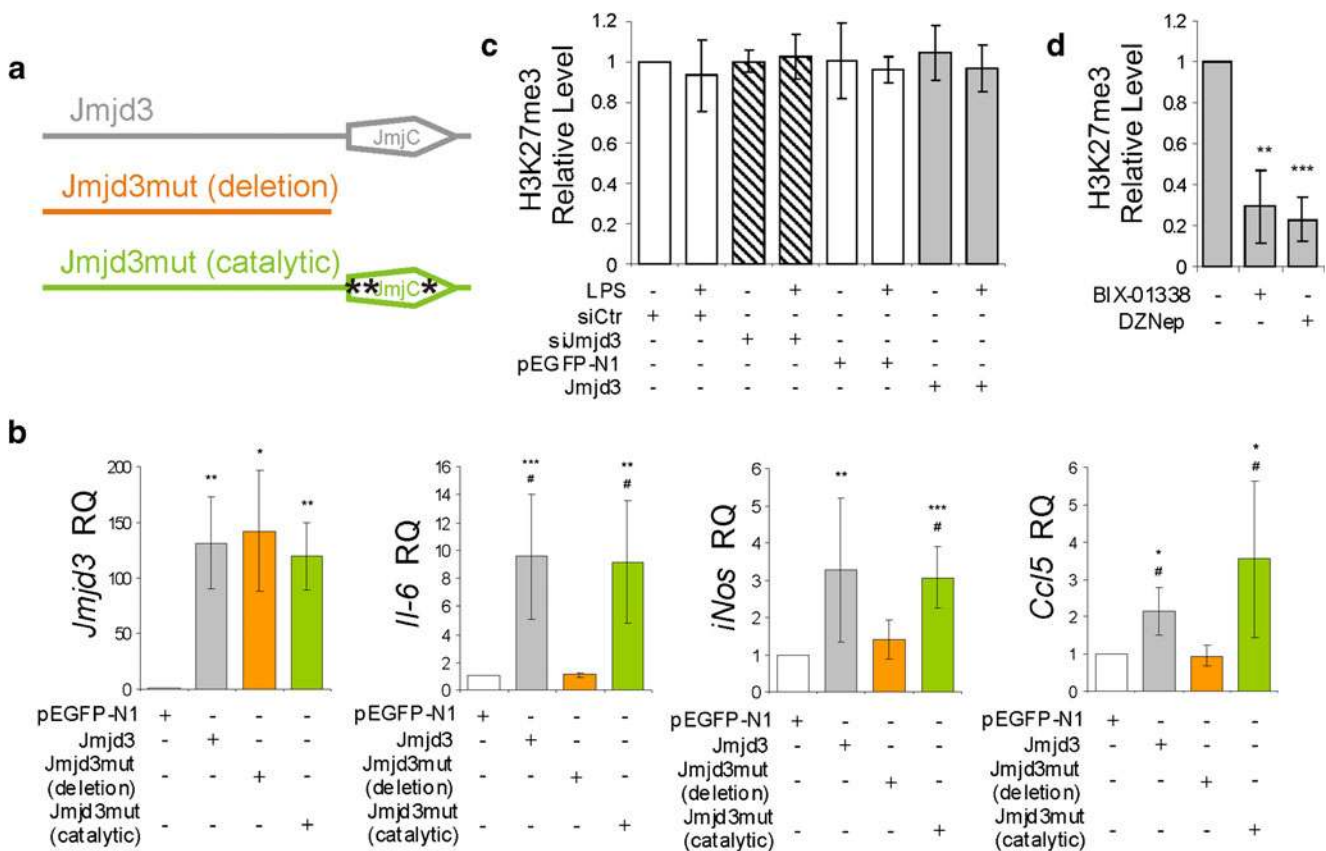 a
Jmjd3
JmjC
Jmjd3mut (deletion)
Jmjd3mut (catalytic)
** JmjC *
c
H3K27me3
Relative Level
1.2
1
0.8
0.6
0.4
0.2
0
LPS - + - + - + - +
siCtr + + - - - - - -
siJmjd3 - - + + - - - -
pEGFP-N1 - - - - + + - -
Jmjd3 - - - - - - + +
d
H3K27me3
Relative Level
1.2
1
0.8
0.6
0.4
0.2
0
** ***
BIX-01338 - + -
DZNep - - +
b
Jmjd3 RQ
200
150
100
50
0
** * **
pEGFP-N1 + - - -
Jmjd3 - + - -
Jmjd3mut
(deletion) - - + -
Jmjd3mut
(catalytic) - - - +
Il-6 RQ
16
14
12
10
8
6
4
2
0
*** **
# #
pEGFP-N1 + - - -
Jmjd3 - + - -
Jmjd3mut
(deletion) - - + -
Jmjd3mut
(catalytic) - - - +
iNos RQ
6
5
4
3
2
1
0
** ***
#
pEGFP-N1 + - - -
Jmjd3 - + - -
Jmjd3mut
(deletion) - - + -
Jmjd3mut
(catalytic) - - - +
Ccl5 RQ
6
5
4
3
2
1
0
* *
# #
pEGFP-N1 + - - -
Jmjd3 - + - -
Jmjd3mut
(deletion) - - + -
Jmjd3mut
(catalytic) - - - +